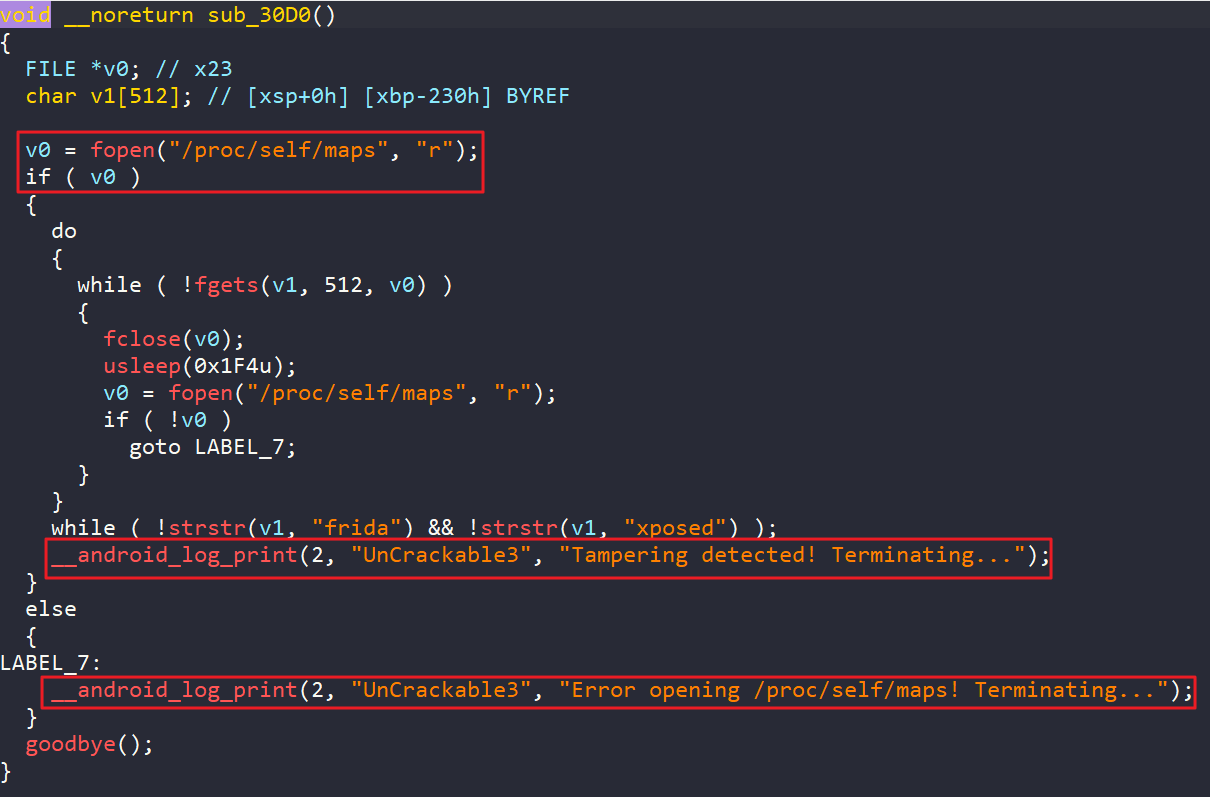 void __noreturn sub_30D0()
{
  FILE *v0; // x23
  char v1[512]; // [xsp+0h] [xbp-230h] BYREF

  v0 = fopen("/proc/self/maps", "r");
  if ( v0 )
  {
    do
    {
      while ( !fgets(v1, 512, v0) )
      {
        fclose(v0);
        usleep(0x1F4u);
        v0 = fopen("/proc/self/maps", "r");
        if ( !v0 )
          goto LABEL_7;
      }
    }
    while ( !strstr(v1, "frida") && !strstr(v1, "xposed") );
    __android_log_print(2, "UnCrackable3", "Tampering detected! Terminating...");
  }
  else
  {
LABEL_7:
    __android_log_print(2, "UnCrackable3", "Error opening /proc/self/maps! Terminating...");
  }
  goodbye();
}